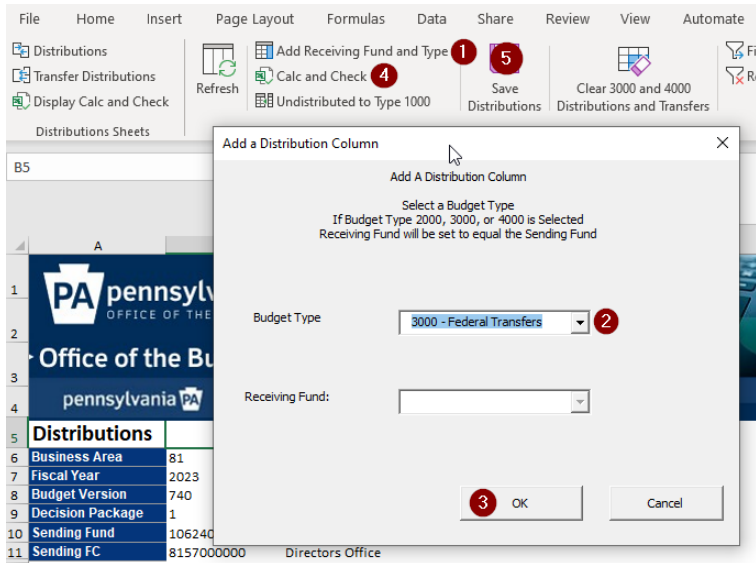 File Home Insert Page Layout Formulas Data Share Review View Automate
Distributions
Transfer Distributions
Display Calc and Check
Distributions Sheets
Refresh
Add Receiving Fund and Type 1
Calc and Check 4
Undistributed to Type 1000
5
Save
Distributions
Clear 3000 and 4000
Distributions and Transfers
B5
Add a Distribution Column
Add A Distribution Column
Select a Budget Type
If Budget Type 2000, 3000, or 4000 is Selected
Receiving Fund will be set to equal the Sending Fund
Budget Type 3000 - Federal Transfers 2
Receiving Fund:
3 OK Cancel
A
1
PA
OFFICE OF THE
2
3
Office of the
4 pennsylvania PA
5 Distributions
6 Business Area 81
7 Fiscal Year 2023
8 Budget Version 740
9 Decision Package 1
10 Sending Fund 106240
11 Sending FC 8157000000 Directors Office